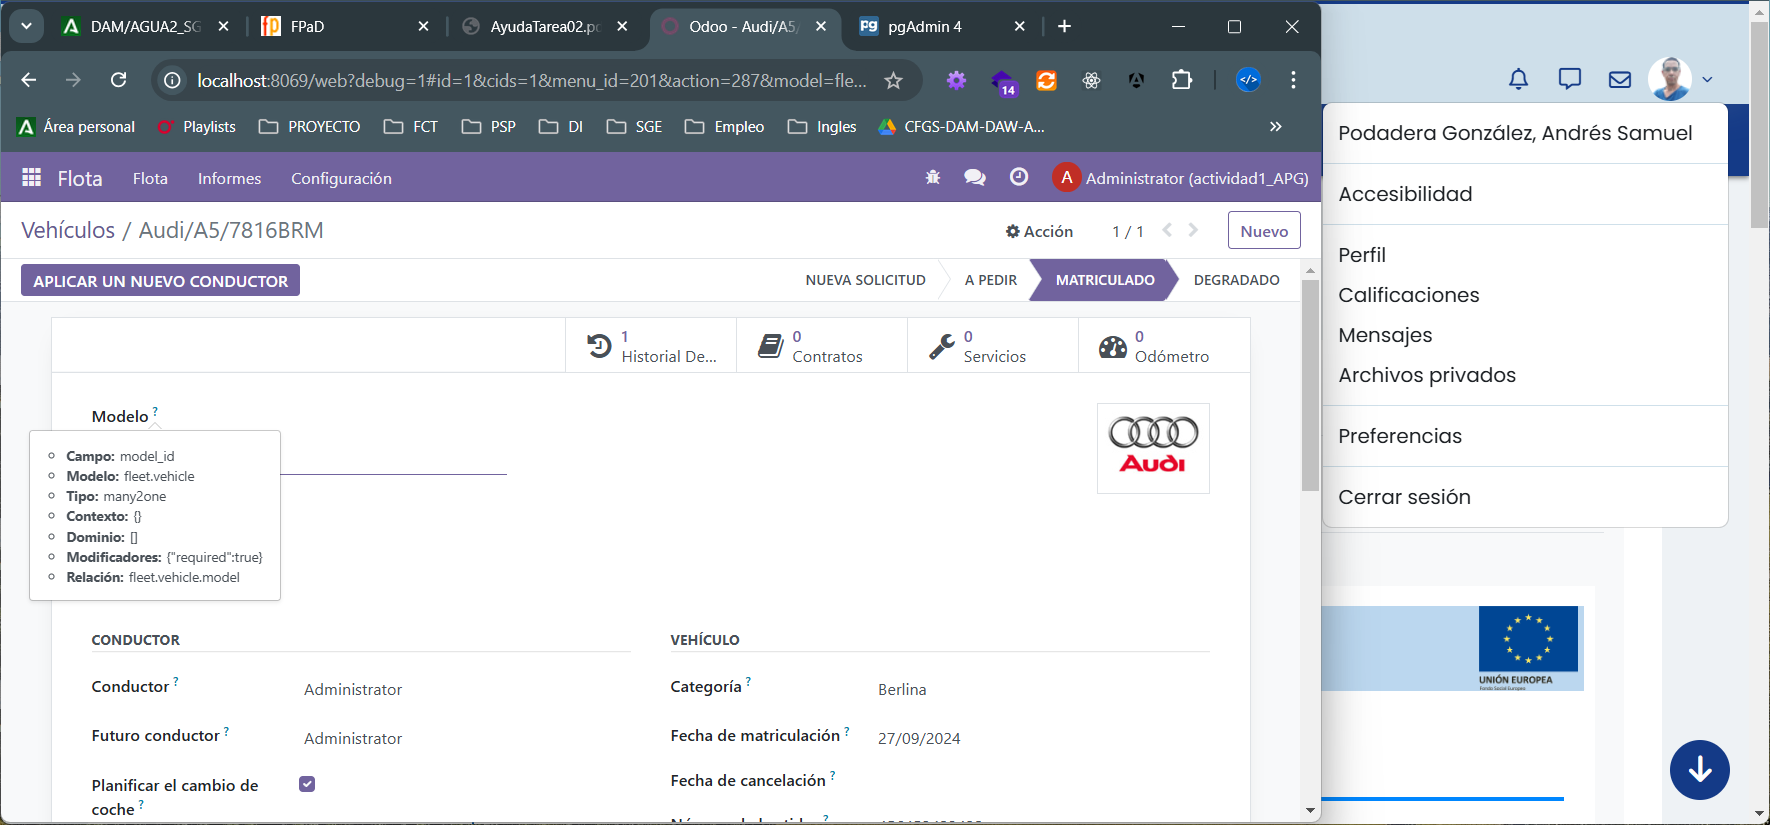 DAM/AGUA2_SG
FPaD
AyudaTarea02.pc
Odoo - Audi/A5/
pgAdmin 4
localhost:8069/web?debug=1#id=1&cids=1&menu_id=201&action=287&model=fle...
14
Área personal
Playlists
PROYECTO
FCT
PSP
DI
SGE
Empleo
Ingles
CFGS-DAM-DAW-A...
»
Flota
Flota
Informes
Configuración
A
Administrator (actividad1_APG)
Vehículos / Audi/A5/7816BRM
Acción
1 / 1
Nuevo
APLICAR UN NUEVO CONDUCTOR
NUEVA SOLICITUD
A PEDIR
MATRICULADO
DEGRADADO
1
Historial De...
0
Contratos
0
Servicios
0
Odómetro
Modelo ?
Audi
Campo: model_id
Modelo: fleet.vehicle
Tipo: many2one
Contexto: {}
Dominio: []
Modificadores: {"required":true}
Relación: fleet.vehicle.model
CONDUCTOR
Conductor ?
Administrator
Futuro conductor ?
Administrator
Planificar el cambio de
coche ?
VEHÍCULO
Categoría ?
Berlina
Fecha de matriculación ?
27/09/2024
Fecha de cancelación ?
Podadera González, Andrés Samuel
Accesibilidad
Perfil
Calificaciones
Mensajes
Archivos privados
Preferencias
Cerrar sesión
UNIÓN EUROPEA
Fondo Social Europeo